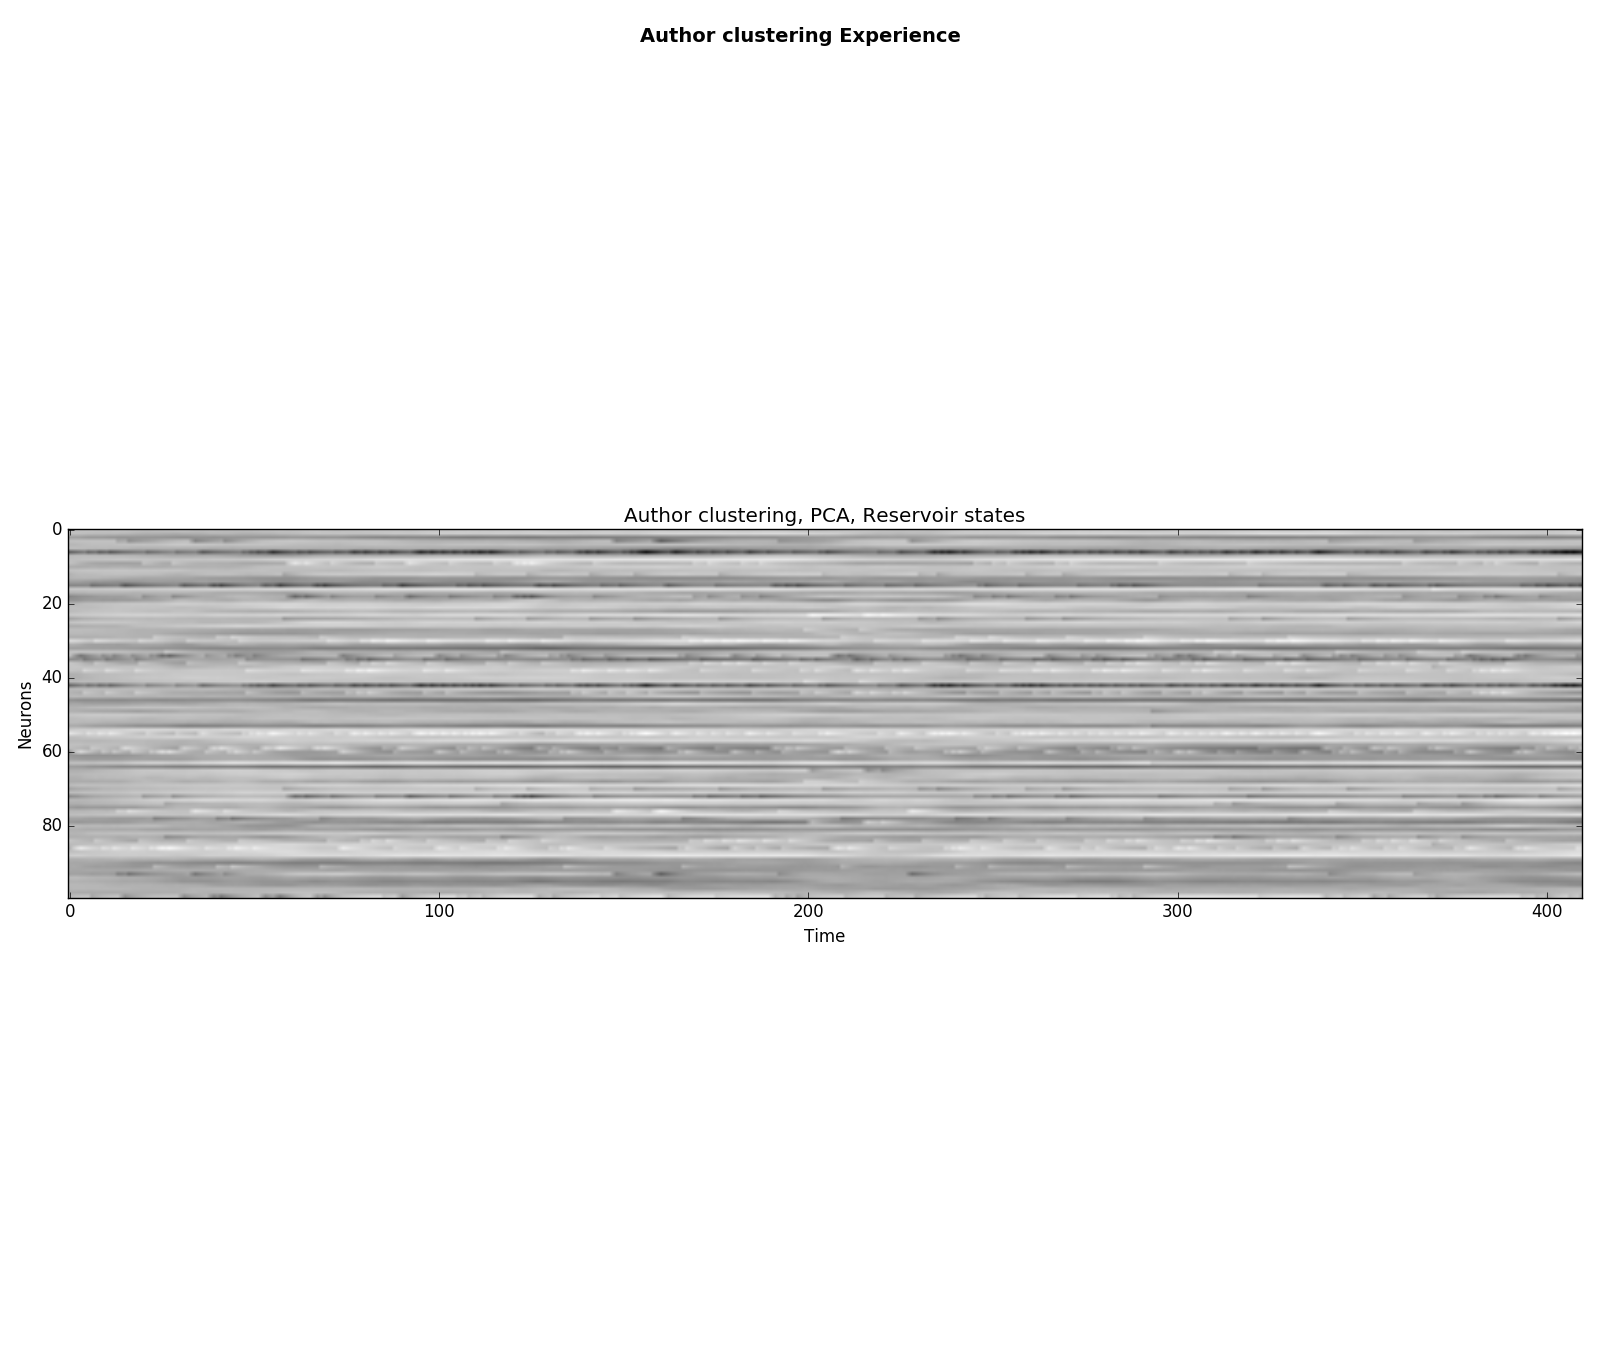 Author clustering Experience
Author clustering, PCA, Reservoir states
0
20
40
60
80
Neurons
0 100 200 300 400
Time